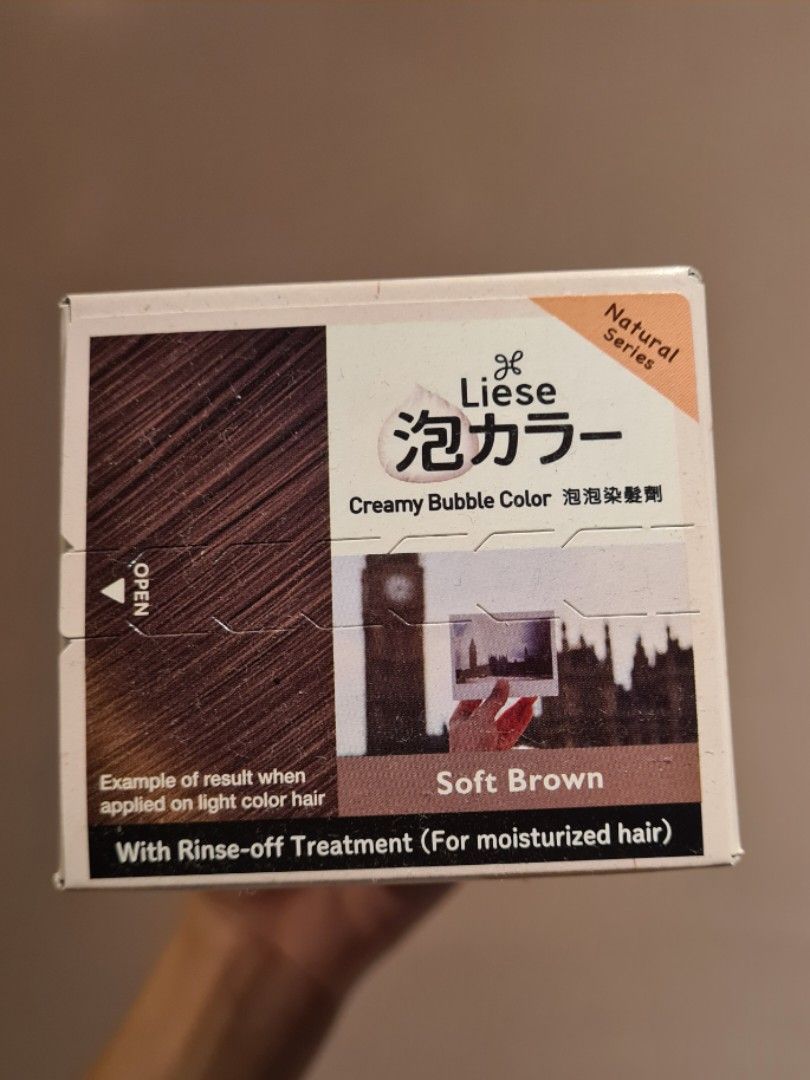 Natural
Series
Liese
泡カラー
Creamy Bubble Color 泡泡染髮劑
OPEN
Example of result when
applied on light color hair
Soft Brown
With Rinse-off Treatment (For moisturized hair)